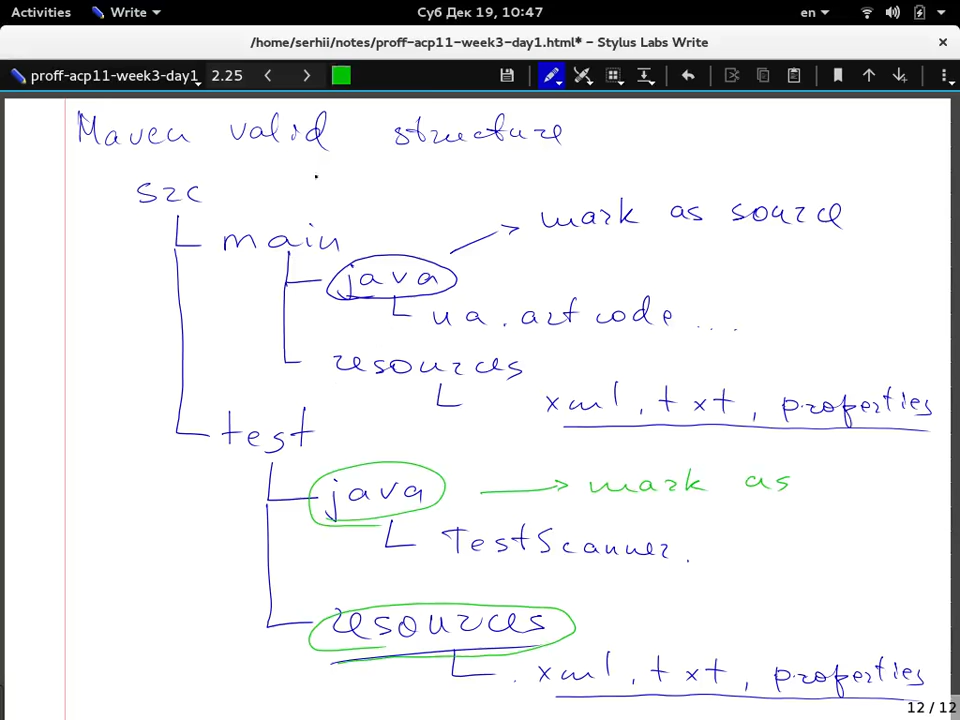 Activities Write Суб Дек 19, 10:47 en
/home/serhii/notes/proff-acp11-week3-day1.html* – Stylus Labs Write
proff-acp11-week3-day1 2.25
Maven valid structure
src
main
mark as source
java
ua.artcode...
resources
xml, txt, properties
test
java mark as
TestScanner.
resources
xml, txt, properties
12 / 12